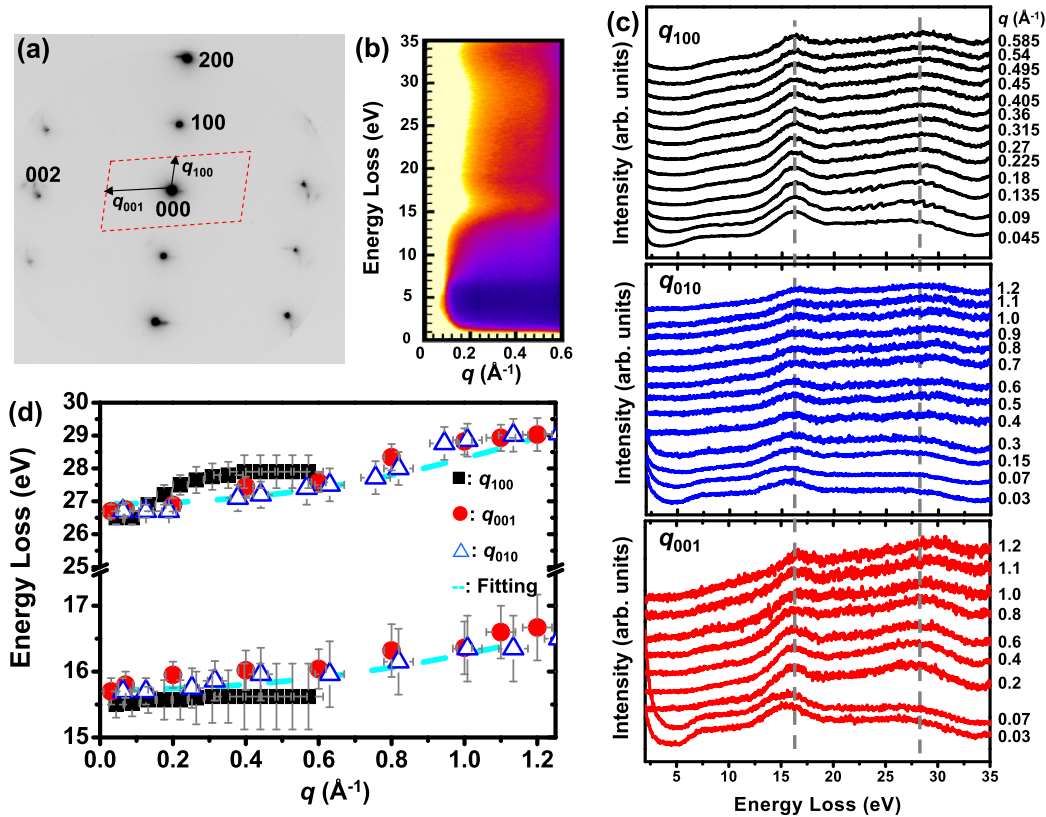 (a)
200
100
002
q100
q001
000
(b)
Energy Loss (eV)
35
30
25
20
15
10
5
0
0
0.2
0.4
0.6
q (Å-1)
(c)
q100
Intensity (arb. units)
q (Å-1)
0.585
0.54
0.495
0.45
0.405
0.36
0.315
0.27
0.225
0.18
0.135
0.09
0.045
q010
Intensity (arb. units)
1.2
1.1
1.0
0.9
0.8
0.7
0.6
0.5
0.4
0.3
0.15
0.07
0.03
q001
Intensity (arb. units)
1.2
1.1
1.0
0.8
0.6
0.4
0.2
0.07
0.03
5 10 15 20 25 30 35
Energy Loss (eV)
(d)
Energy Loss (eV)
30
29
28
27
26
25
17
16
15
: q100
: q001
: q010
: Fitting
0.0 0.2 0.4 0.6 0.8 1.0 1.2
q (Å-1)